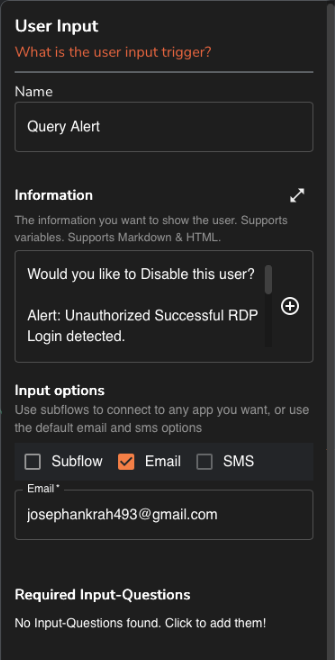 User Input
What is the user input trigger?
Name
Query Alert
Information
The information you want to show the user. Supports
variables. Supports Markdown & HTML.
Would you like to Disable this user?
Alert: Unauthorized Successful RDP
Login detected.
Input options
Use subflows to connect to any app you want, or use
the default email and sms options
Subflow Email SMS
Email*
josephankrah493@gmail.com
Required Input-Questions
No Input-Questions found. Click to add them!